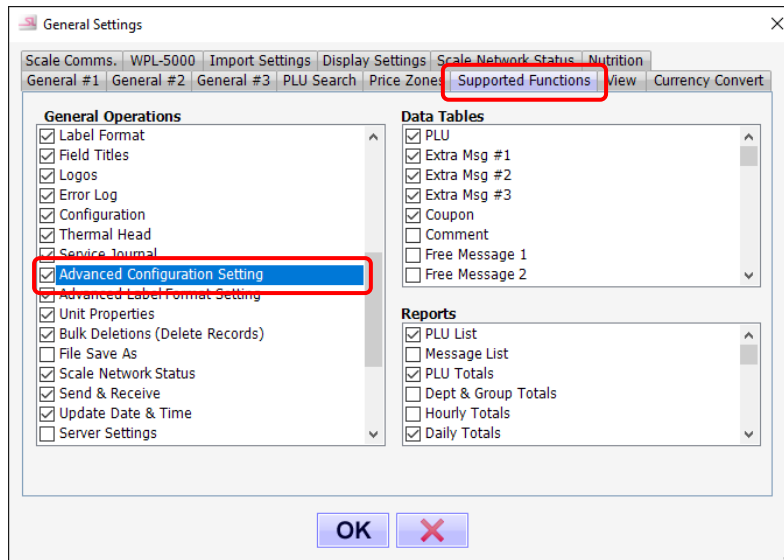 General Settings
Scale Comms. WPL-5000 Import Settings Display Settings Scale Network Status Nutrition
General #1 General #2 General #3 PLU Search Price Zones Supported Functions View Currency Convert
General Operations
Label Format
Field Titles
Logos
Error Log
Configuration
Thermal Head
Service Journal
Advanced Configuration Setting
Advanced Label Format Setting
Unit Properties
Bulk Deletions (Delete Records)
File Save As
Scale Network Status
Send & Receive
Update Date & Time
Server Settings
Data Tables
PLU
Extra Msg #1
Extra Msg #2
Extra Msg #3
Coupon
Comment
Free Message 1
Free Message 2
Reports
PLU List
Message List
PLU Totals
Dept & Group Totals
Hourly Totals
Daily Totals
OK